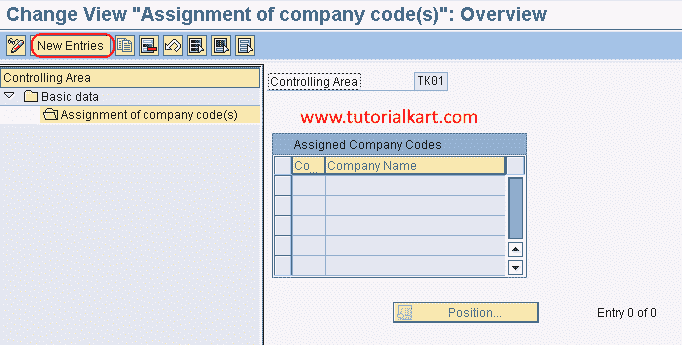 Change View "Assignment of company code(s)": Overview
New Entries
Controlling Area
Basic data
Assignment of company code(s)
Controlling Area TK01
www.tutorialkart.com
Assigned Company Codes
Co... Company Name
Position... Entry 0 of 0